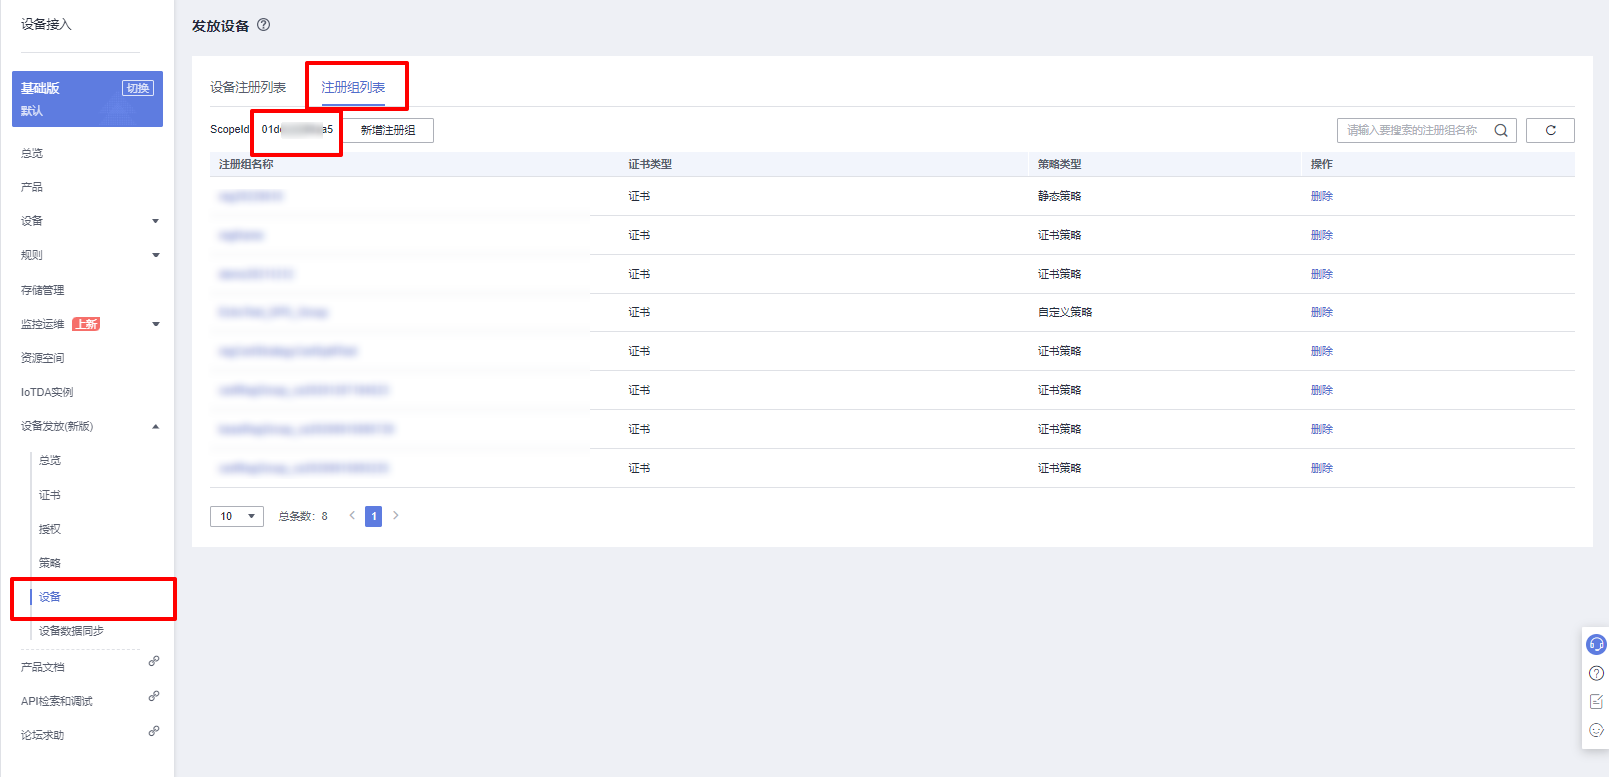 设备接入
基础版
切换
默认
总览
产品
设备
规则
存储管理
监控运维 上新
资源空间
IoTDA实例
设备发放(新版)
总览
证书
授权
策略
设备
设备数据同步
产品文档
API检索和调试
论坛求助
发放设备
设备注册列表 注册组列表
ScopeId 01d a5 新增注册组 请输入要搜索的注册组名称
注册组名称 证书类型 策略类型 操作
证书 静态策略 删除
证书 证书策略 删除
证书 证书策略 删除
证书 自定义策略 删除
证书 证书策略 删除
证书 证书策略 删除
证书 证书策略 删除
证书 证书策略 删除
10 总条数: 8 < 1 >